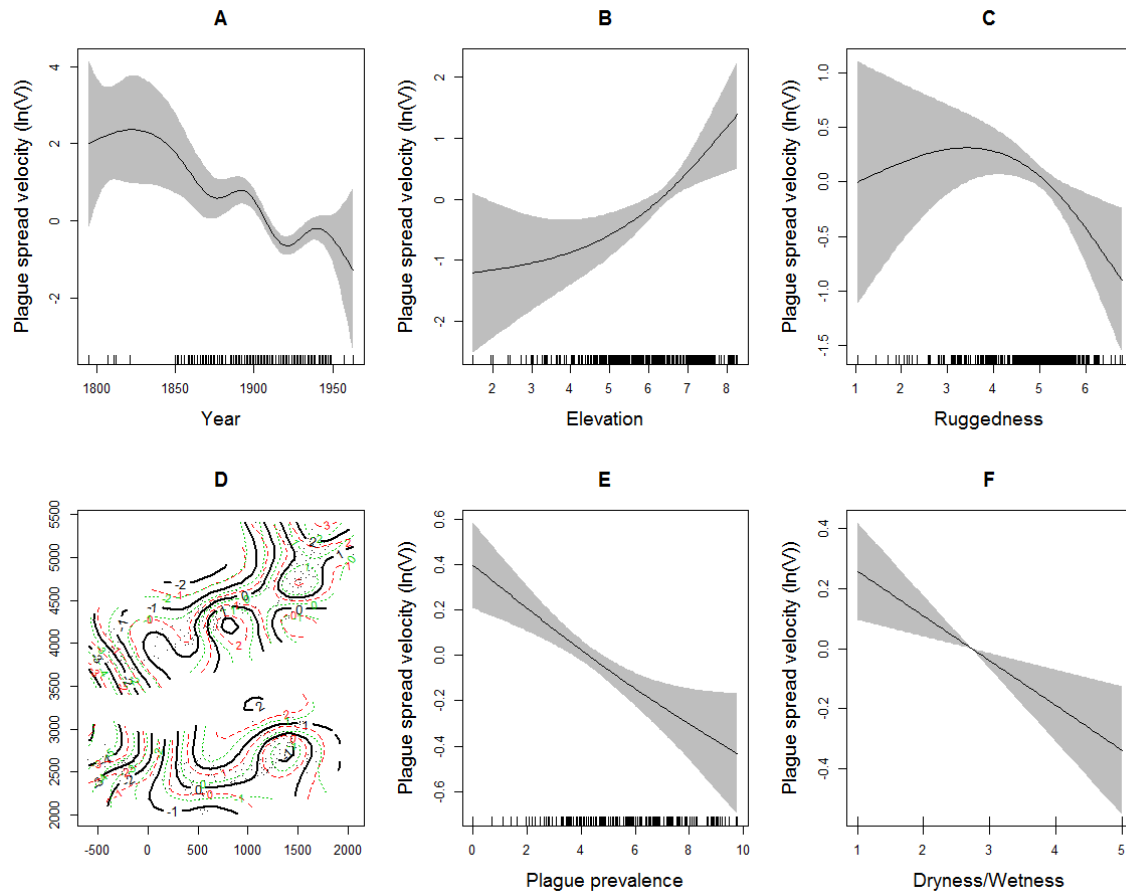 A
Plague spread velocity (ln(V))
4
2
0
-2
1800 1850 1900 1950
Year
B
Plague spread velocity (ln(V))
2
1
0
-1
-2
2 3 4 5 6 7 8
Elevation
C
Plague spread velocity (ln(V))
1.0
0.5
0.0
-0.5
-1.0
-1.5
1 2 3 4 5 6
Ruggedness
D
5500
5000
4500
4000
3500
3000
2500
2000
-500 0 500 1000 1500 2000
E
Plague spread velocity (ln(V))
0.6
0.4
0.2
0.0
-0.2
-0.4
-0.6
0 2 4 6 8 10
Plague prevalence
F
Plague spread velocity (ln(V))
0.4
0.2
0.0
-0.2
-0.4
1 2 3 4 5
Dryness/Wetness